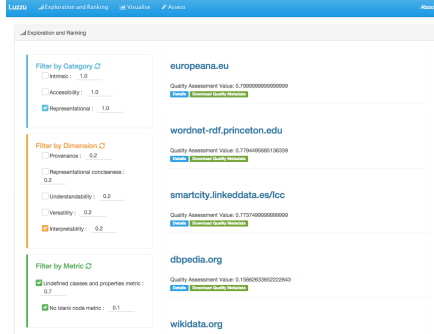 Luzzu Exploration and Ranking Visualise Assess Abou
Exploration and Ranking
Filter by Category
Intrinsic : 1.0
Accessibility : 1.0
Representational : 1.0
Filter by Dimension
Provenance : 0.2
Representational conciseness :
0.2
Understandability : 0.2
Versatility : 0.2
Interpretability : 0.2
Filter by Metric
Undefined classes and properties metric :
0.7
No blank node metric : 0.1
europeana.eu
Quality Assessment Value: 0.7999999999999999
Details Download Quality Metadata
wordnet-rdf.princeton.edu
Quality Assessment Value: 0.7794495685136339
Details Download Quality Metadata
smartcity.linkeddata.es/lcc
Quality Assessment Value: 0.7737499999999999
Details Download Quality Metadata
dbpedia.org
Quality Assessment Value: 0.15662633652222643
Details Download Quality Metadata
wikidata.org